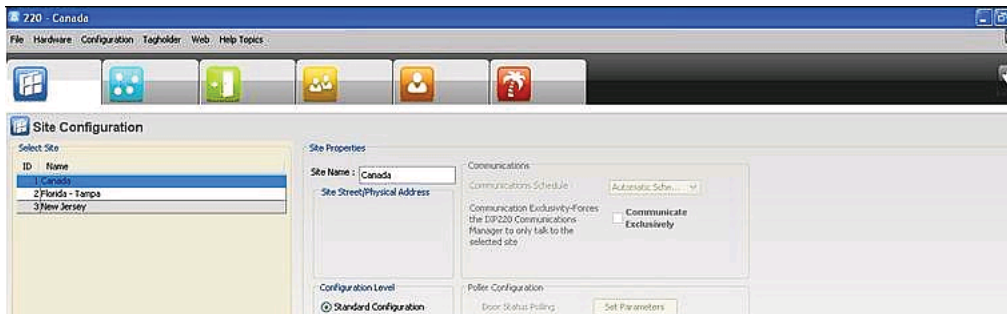 220 - Canada
File Hardware Configuration Tagholder Web Help Topics
Site Configuration
Select Site
ID Name
1 Canada
2 Florida - Tampa
3 New Jersey
Site Properties
Site Name : Canada
Site Street/Physical Address
Configuration Level
Standard Configuration
Communications
Communications Schedule : Automatic Sche...
Communication Exclusivity-Forces
the DIP220 Communications
Manager to only talk to the
selected site
Communicate
Exclusively
Poller Configuration
Door Status Polling Set Parameters